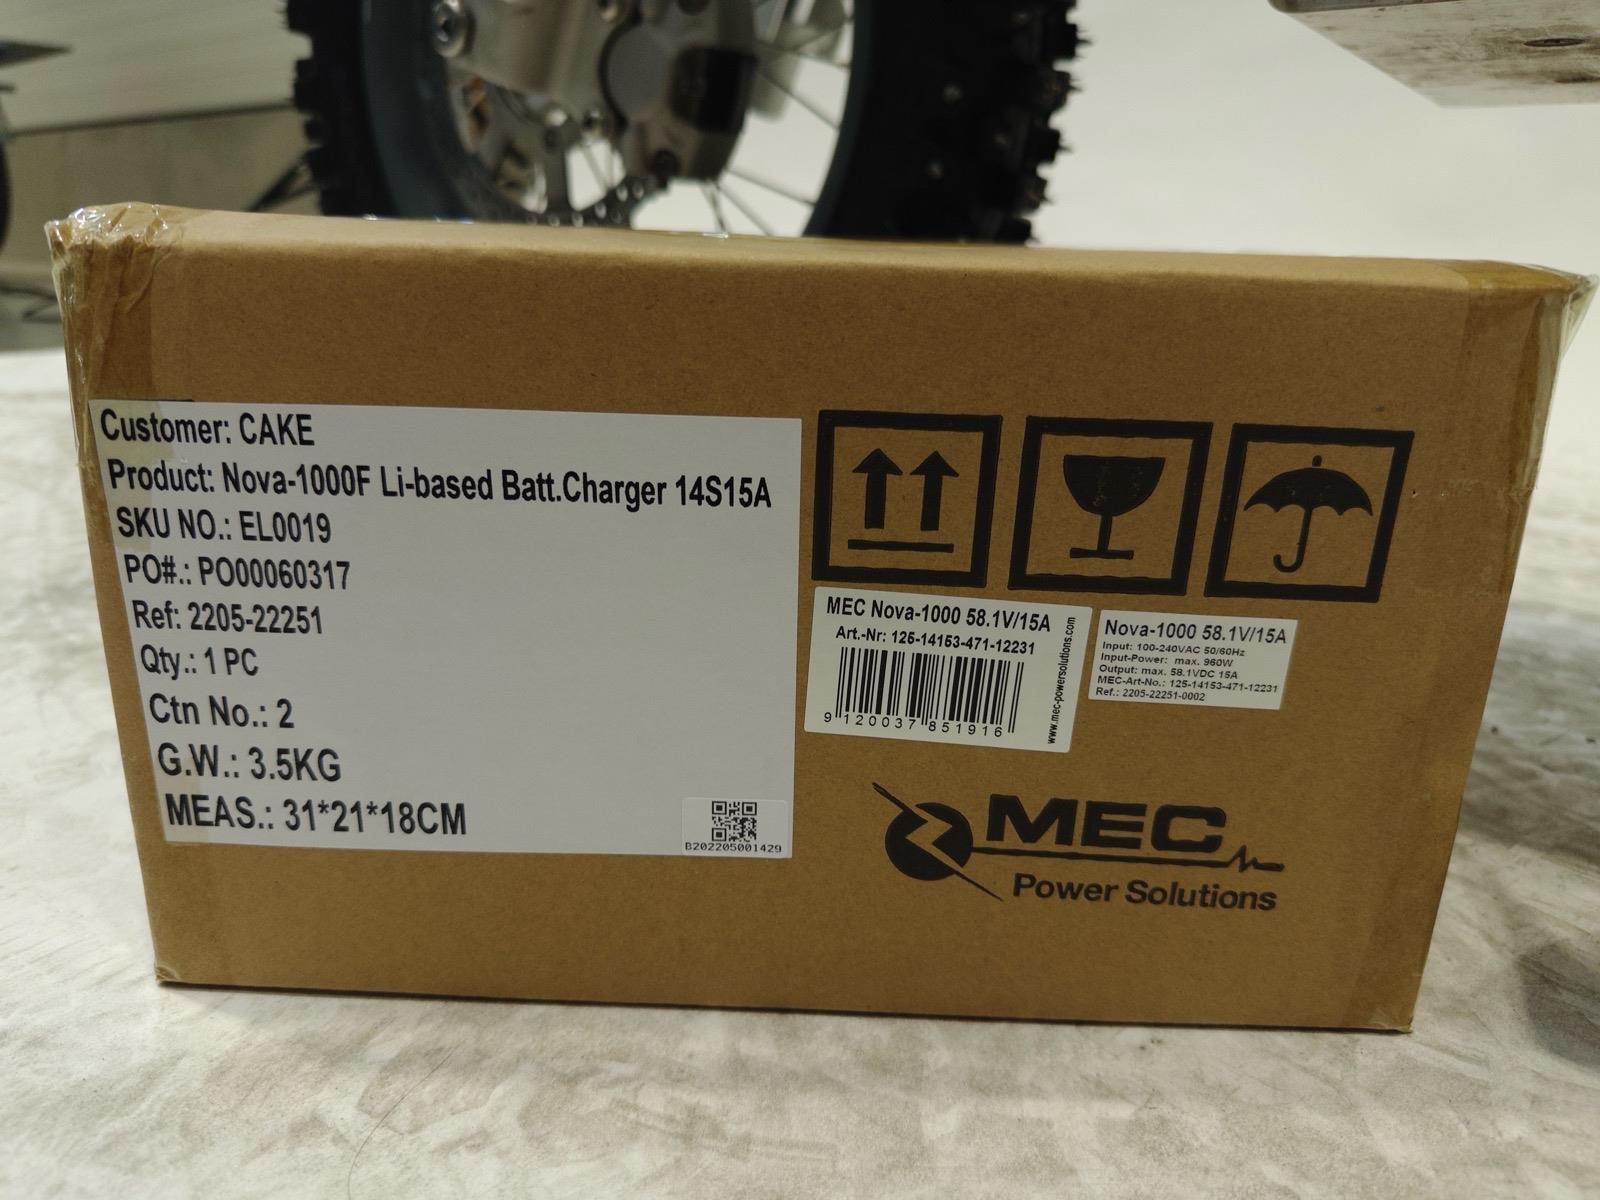 Customer: CAKE
Product: Nova-1000F Li-based Batt.Charger 14S15A
SKU NO.: EL0019
PO#.: PO00060317
Ref: 2205-22251
Qty.: 1 PC
Ctn No.: 2
G.W.: 3.5KG
MEAS.: 31*21*18CM
B202205001429
MEC Nova-1000 58.1V/15A
Art.-Nr: 125-14153-471-12231
9 120037 851916
www.mec-powersolutions.com
Nova-1000 58.1V/15A
Input: 100-240VAC 50/60Hz
Input-Power: max. 960W
Output: max. 58.1VDC 15A
MEC-Art-No.: 125-14153-471-12231
Ref.: 2205-22251-0002
MEC
Power Solutions